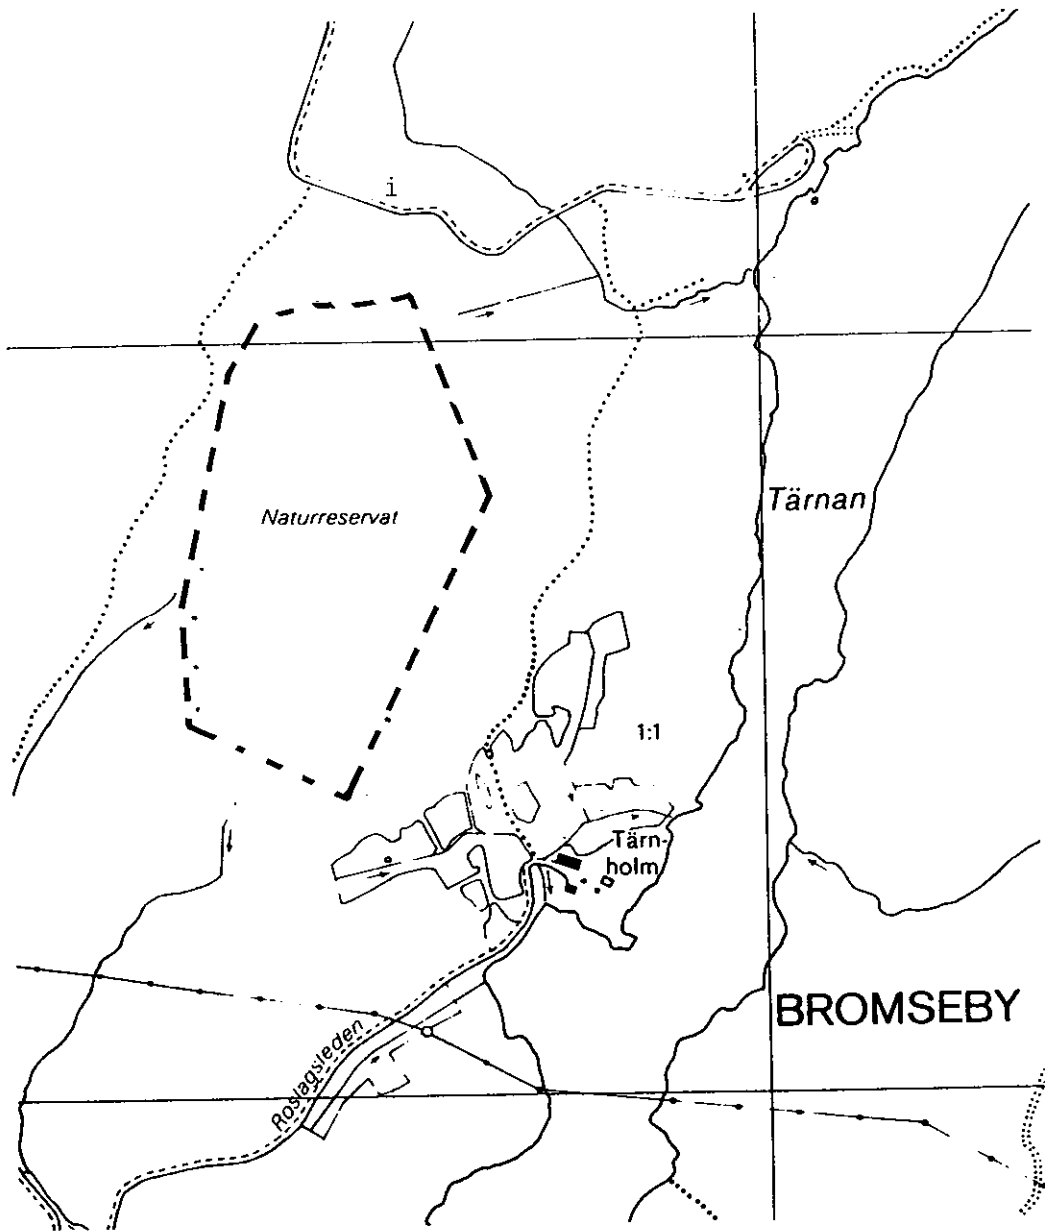 i
Naturreservat
Tärnan
1:1
Tärn-
holm
BROMSEBY
Roslagsleden